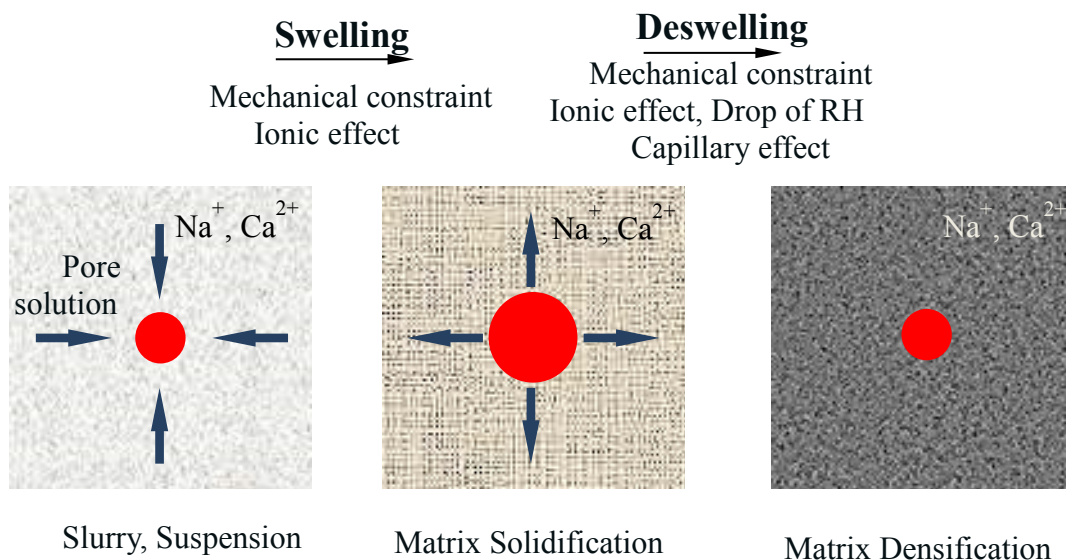 Swelling
Mechanical constraint
Ionic effect
Deswelling
Mechanical constraint
Ionic effect, Drop of RH
Capillary effect
Na⁺, Ca²⁺
Pore
solution
Na⁺, Ca²⁺
Na⁺, Ca²⁺
Slurry, Suspension
Matrix Solidification
Matrix Densification